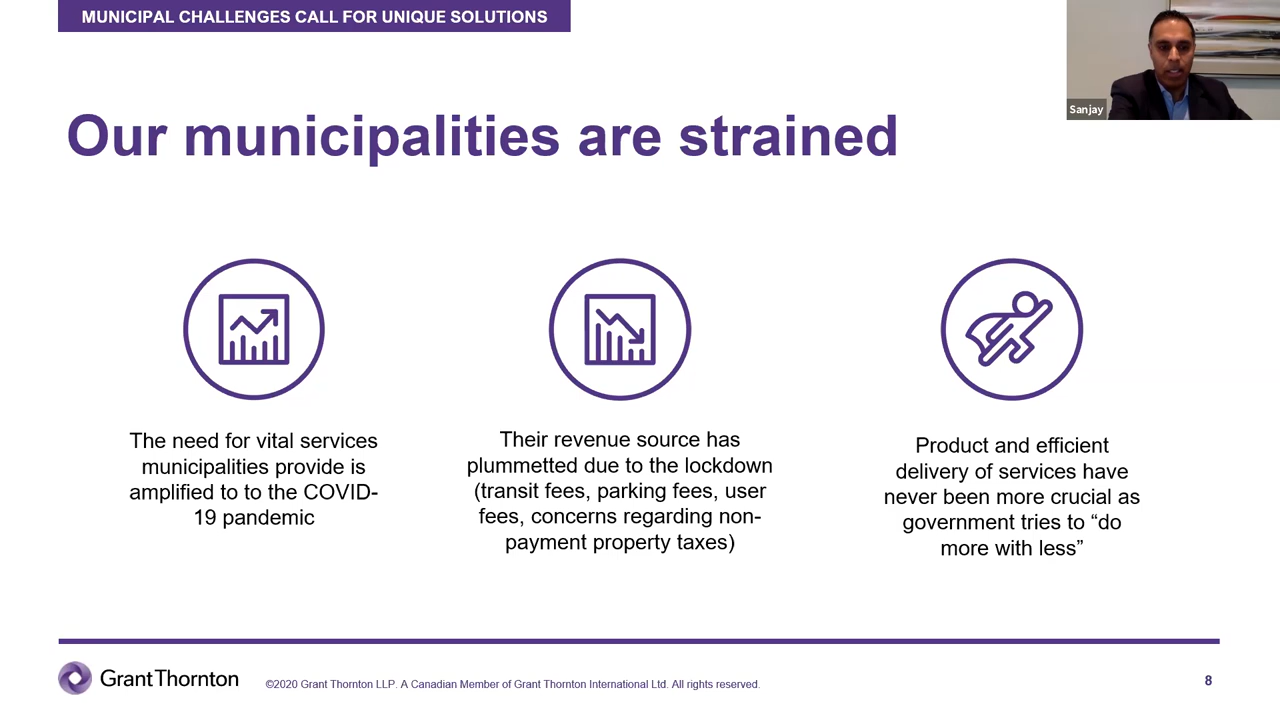 MUNICIPAL CHALLENGES CALL FOR UNIQUE SOLUTIONS
Sanjay
Our municipalities are strained
The need for vital services
municipalities provide is
amplified to to the COVID-
19 pandemic
Their revenue source has
plummetted due to the lockdown
(transit fees, parking fees, user
fees, concerns regarding non-
payment property taxes)
Product and efficient
delivery of services have
never been more crucial as
government tries to “do
more with less”
Grant Thornton
©2020 Grant Thornton LLP. A Canadian Member of Grant Thornton International Ltd. All rights reserved.
8